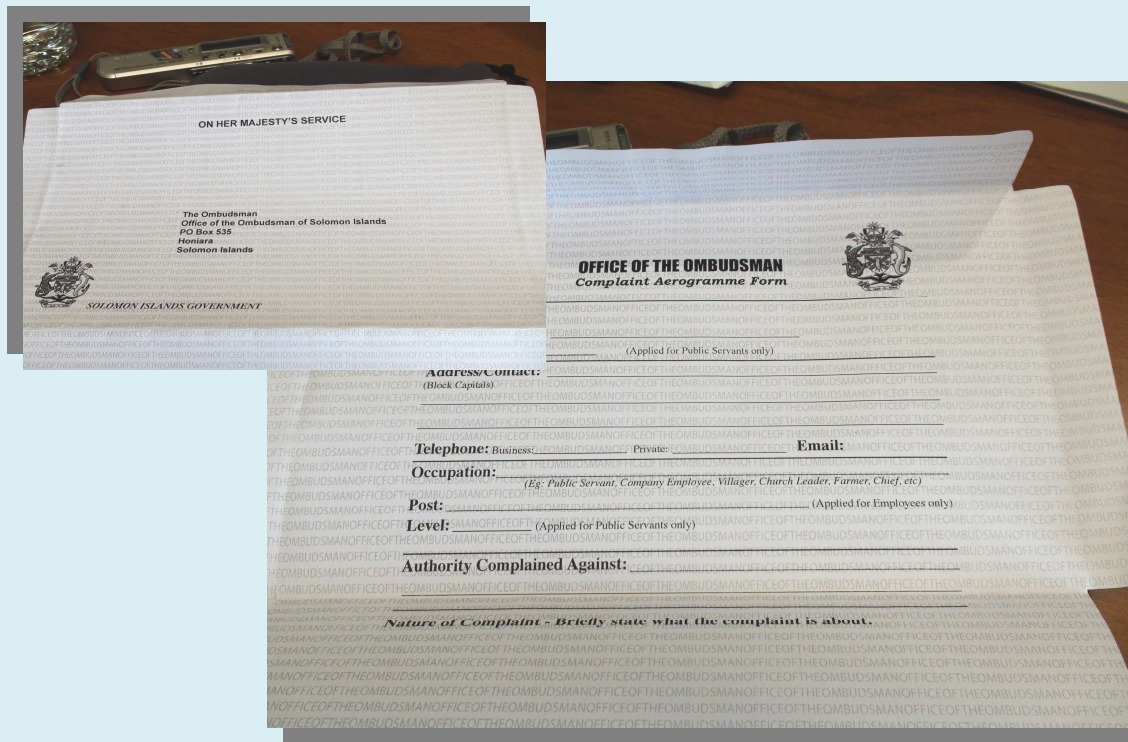 ON HER MAJESTY'S SERVICE
The Ombudsman
Office of the Ombudsman of Solomon Islands
PO Box 535
Honiara
Solomon Islands
SOLOMON ISLANDS GOVERNMENT
OFFICE OF THE OMBUDSMAN
Complaint Aerogramme Form
(Applied for Public Servants only)
Address/Contact:
(Block Capitals)
Telephone: Business: Private: Email:
Occupation:
(Eg: Public Servant, Company Employee, Villager, Church Leader, Farmer, Chief, etc)
Post: (Applied for Employees only)
Level: (Applied for Public Servants only)
Authority Complained Against:
Nature of Complaint - Briefly state what the complaint is about.